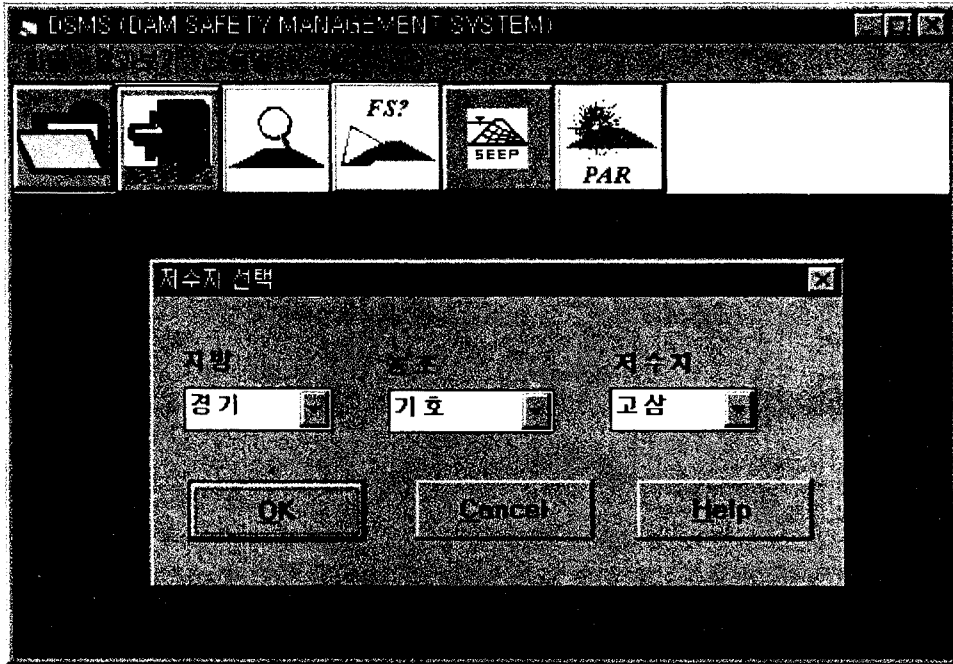 DSMS (DAM SAFETY MANAGEMENT SYSTEM)
FS?
SEEP
PAR
저수지 선택
지방 저수지
경기 기호 고삼
OK Cancel Help